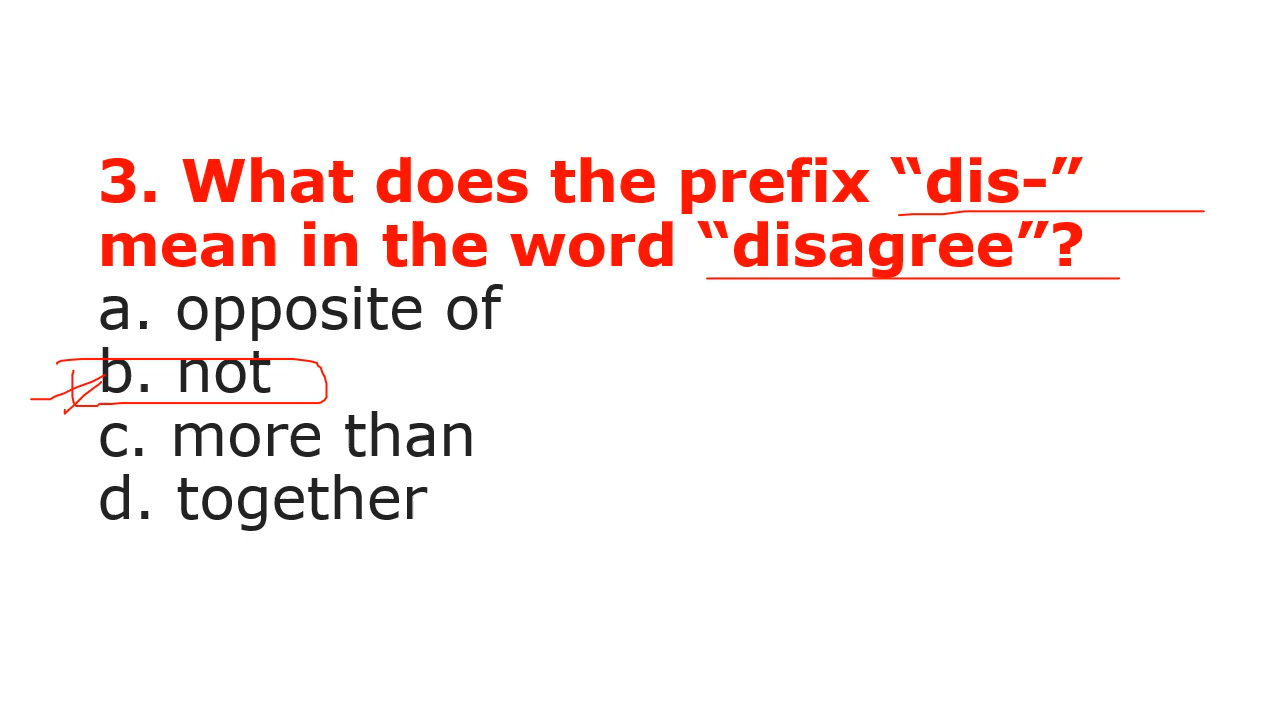 3. What does the prefix “dis-”
mean in the word “disagree”?
a. opposite of
b. not
c. more than
d. together